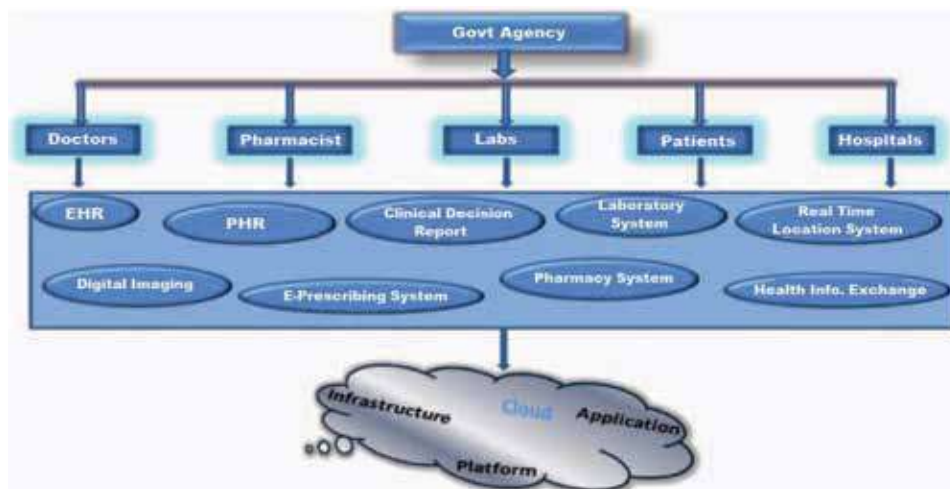 Govt Agency
Doctors
Pharmacist
Labs
Patients
Hospitals
EHR
PHR
Clinical Decision
Report
Laboratory
System
Real Time
Location System
Digital Imaging
E-Prescribing System
Pharmacy System
Health Info. Exchange
Infrastructure
Cloud
Application
Platform